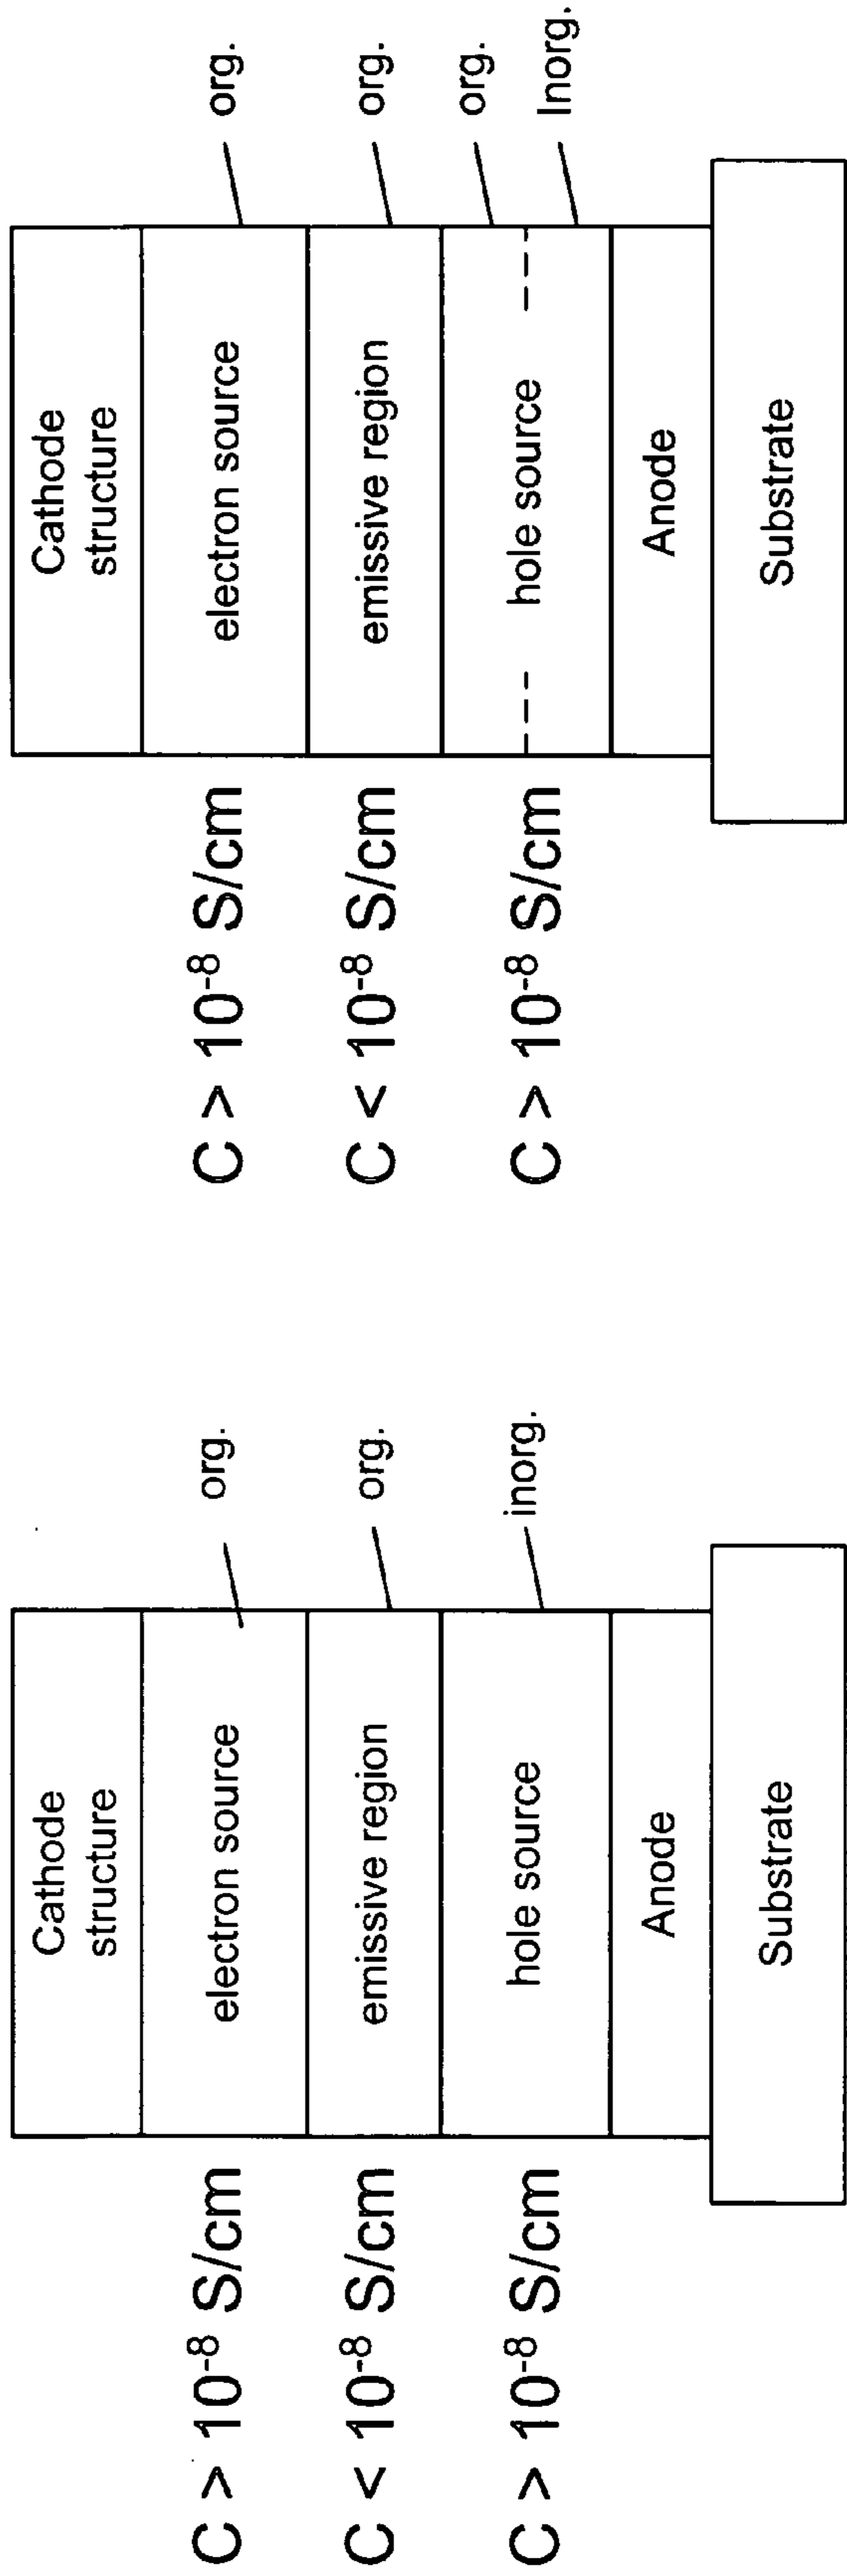 Cathode
structure
C > 10⁻⁸ S/cm
electron source
org.
C < 10⁻⁸ S/cm
emissive region
org.
C > 10⁻⁸ S/cm
hole source
inorg.
Anode
Substrate
Cathode
structure
C > 10⁻⁸ S/cm
electron source
org.
C < 10⁻⁸ S/cm
emissive region
org.
C > 10⁻⁸ S/cm
hole source
org.
Inorg.
Anode
Substrate